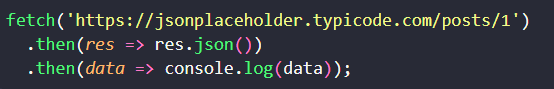 fetch('https://jsonplaceholder.typicode.com/posts/1')
  .then(res => res.json())
  .then(data => console.log(data));